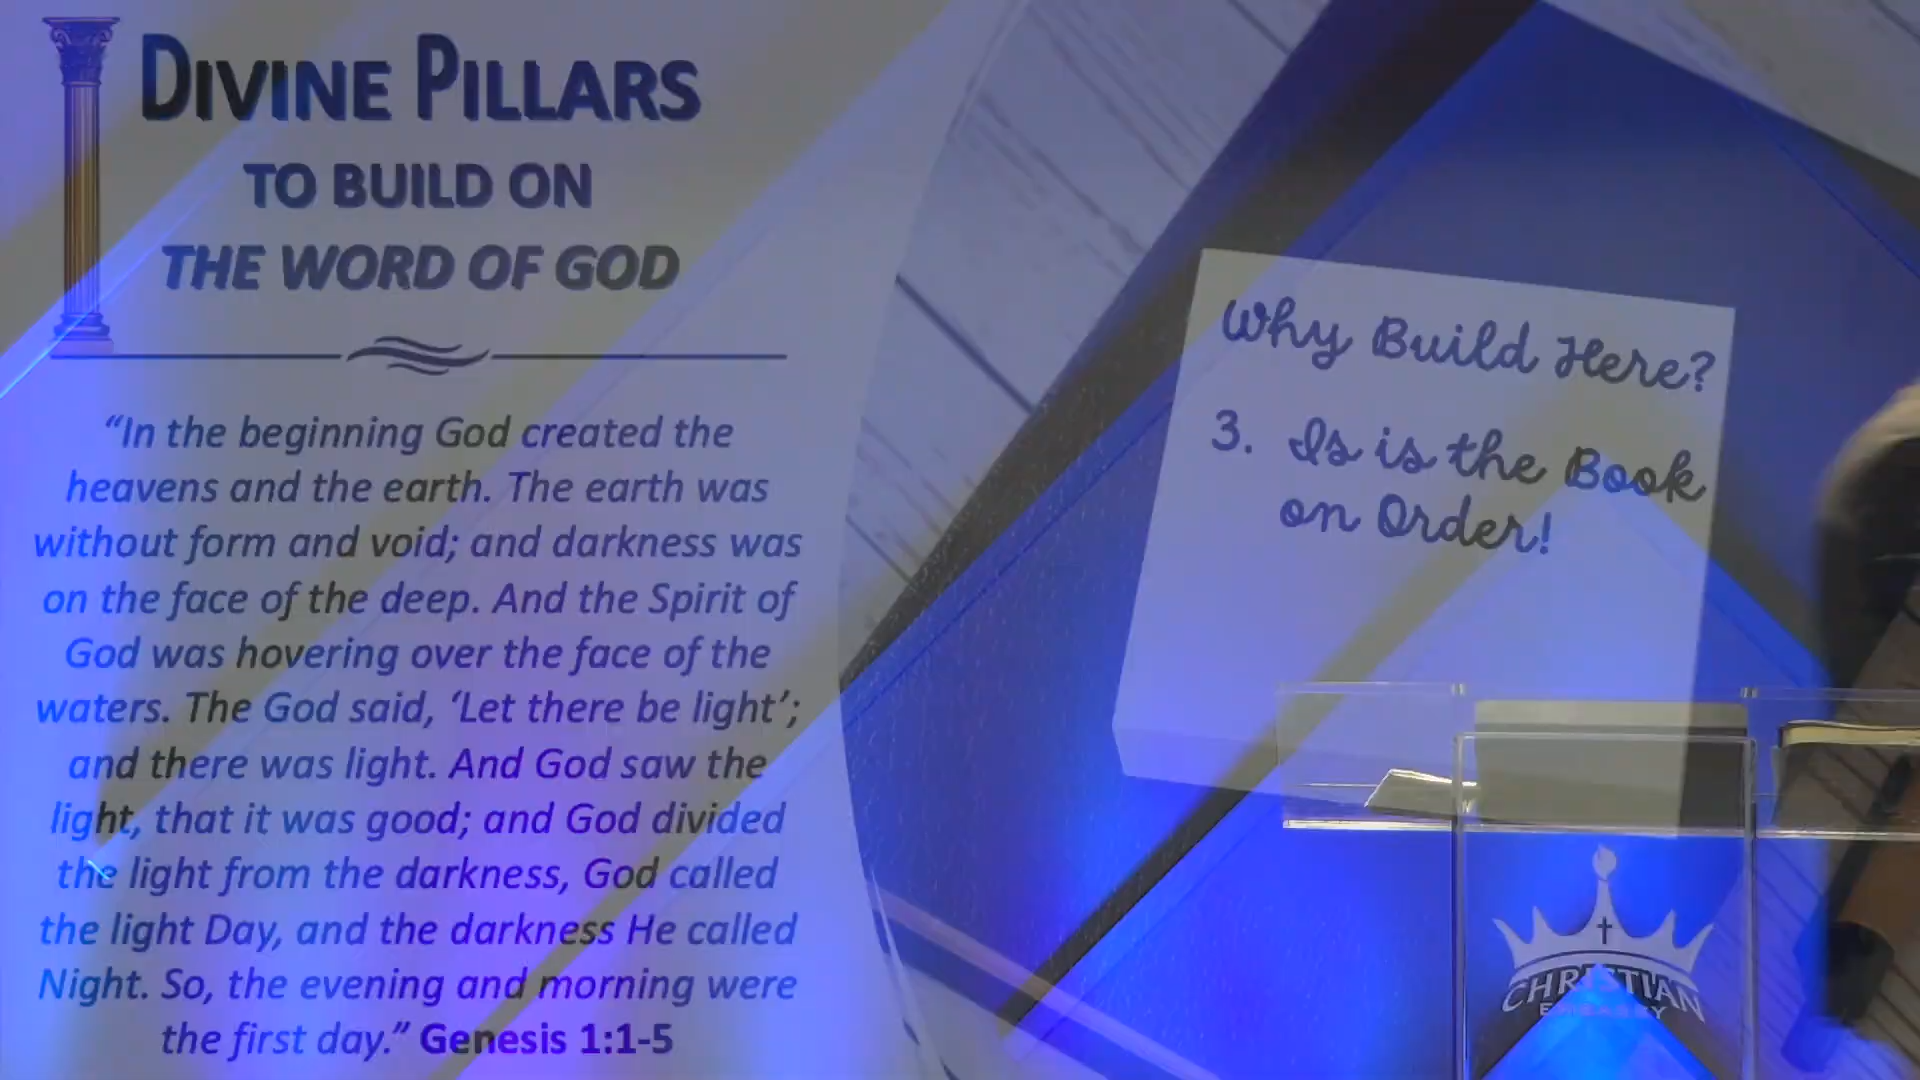 DIVINE PILLARS
TO BUILD ON
THE WORD OF GOD
“In the beginning God created the
heavens and the earth. The earth was
without form and void; and darkness was
on the face of the deep. And the Spirit of
God was hovering over the face of the
waters. The God said, ‘Let there be light’;
and there was light. And God saw the
light, that it was good; and God divided
the light from the darkness, God called
the light Day, and the darkness He called
Night. So, the evening and morning were
the first day.” Genesis 1:1-5
Why Build Here?
3. Is is the Book
on Order!
CHRISTIAN
EMBASSY